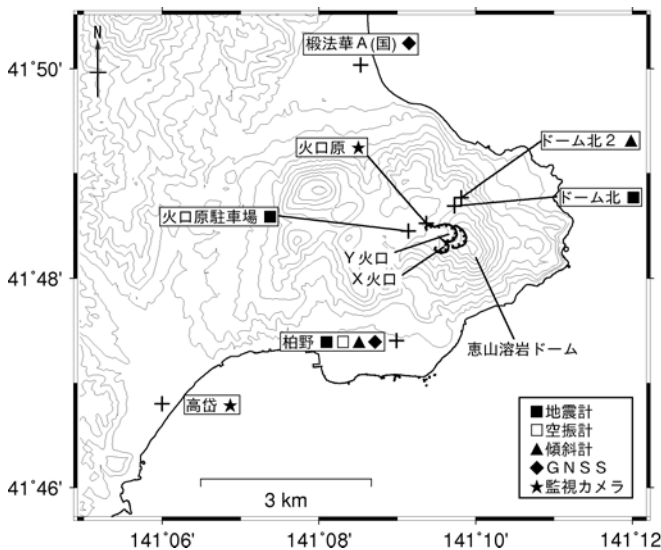 N
41˚50'
41˚48'
41˚46'
椴法華A(国) ◆
火口原 ★
ドーム北2 ▲
ドーム北 ■
火口原駐車場 ■
Y火口
X火口
恵山溶岩ドーム
柏野 ■□▲◆
高岱 ★
■地震計
□空振計
▲傾斜計
◆GNSS
★監視カメラ
3 km
141˚06'
141˚08'
141˚10'
141˚12'